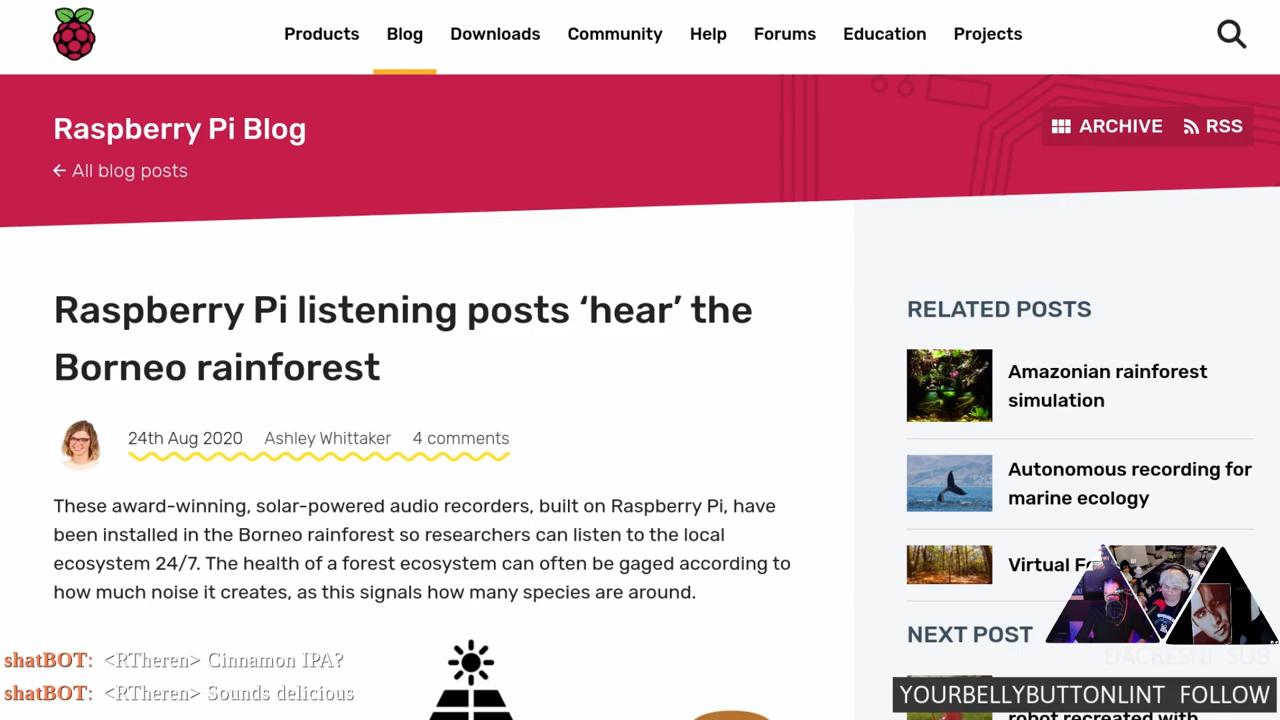 Products Blog Downloads Community Help Forums Education Projects
Raspberry Pi Blog
ARCHIVE RSS
← All blog posts
Raspberry Pi listening posts ‘hear’ the
Borneo rainforest
24th Aug 2020 Ashley Whittaker 4 comments
These award-winning, solar-powered audio recorders, built on Raspberry Pi, have
been installed in the Borneo rainforest so researchers can listen to the local
ecosystem 24/7. The health of a forest ecosystem can often be gaged according to
how much noise it creates, as this signals how many species are around.
RELATED POSTS
Amazonian rainforest
simulation
Autonomous recording for
marine ecology
Virtual
NEXT POST
robot recreated with
shatBOT: <RTheren> Cinnamon IPA?
shatBOT: <RTheren> Sounds delicious
DACRESNI SUB
YOURBELLYBUTTONLINT FOLLOW